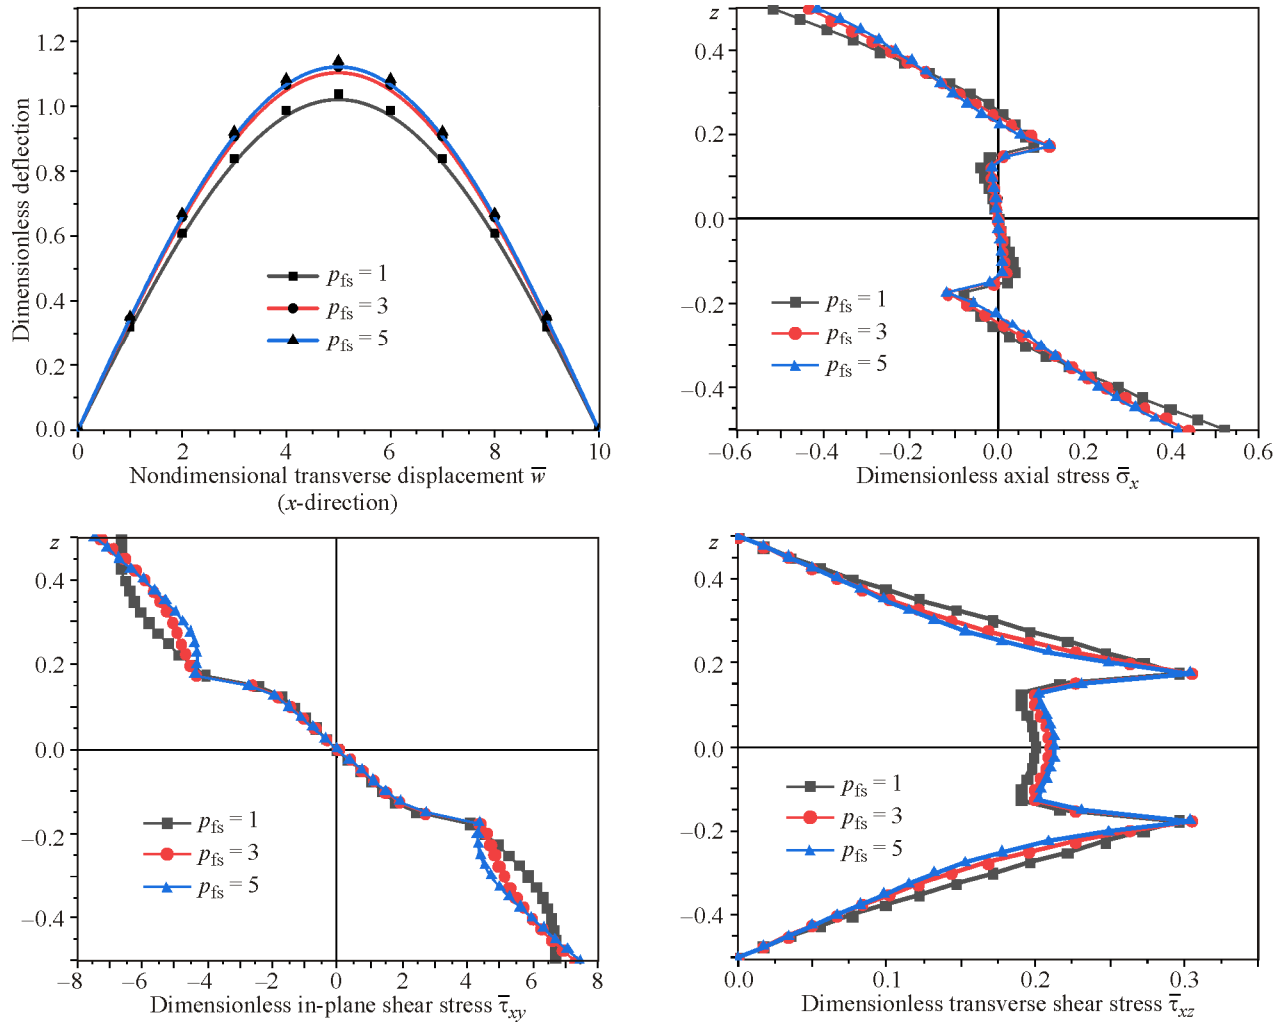 1.2
1.0
0.8
0.6
0.4
0.2
0.0
Dimensionless deflection
p_fs = 1
p_fs = 3
p_fs = 5
0 2 4 6 8 10
Nondimensional transverse displacement w̅
(x-direction)
z
0.4
0.2
0.0
−0.2
−0.4
p_fs = 1
p_fs = 3
p_fs = 5
−0.6 −0.4 −0.2 0.0 0.2 0.4 0.6
Dimensionless axial stress σ̅_x
z
0.4
0.2
0.0
−0.2
−0.4
p_fs = 1
p_fs = 3
p_fs = 5
−8 −6 −4 −2 0 2 4 6 8
Dimensionless in-plane shear stress τ̅_xy
z
0.4
0.2
0.0
−0.2
−0.4
p_fs = 1
p_fs = 3
p_fs = 5
0.0 0.1 0.2 0.3
Dimensionless transverse shear stress τ̅_xz